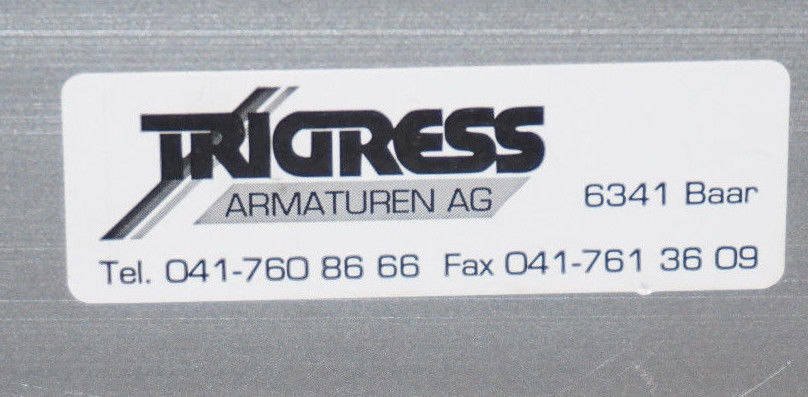 TRIGRESS
ARMATUREN AG 6341 Baar
Tel. 041-760 86 66 Fax 041-761 36 09